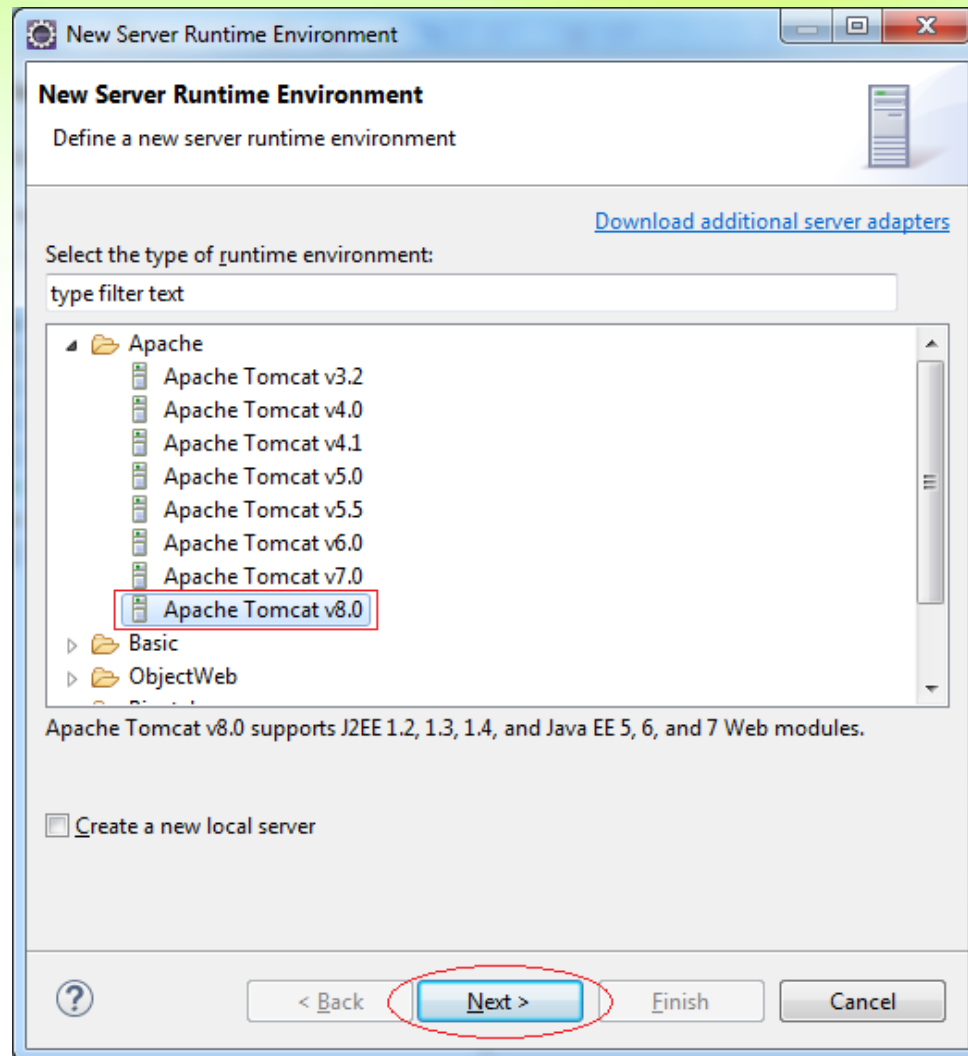 New Server Runtime Environment
New Server Runtime Environment
Define a new server runtime environment
Download additional server adapters
Select the type of runtime environment:
type filter text
Apache
Apache Tomcat v3.2
Apache Tomcat v4.0
Apache Tomcat v4.1
Apache Tomcat v5.0
Apache Tomcat v5.5
Apache Tomcat v6.0
Apache Tomcat v7.0
Apache Tomcat v8.0
Basic
ObjectWeb
Apache Tomcat v8.0 supports J2EE 1.2, 1.3, 1.4, and Java EE 5, 6, and 7 Web modules.
Create a new local server
? < Back Next > Finish Cancel